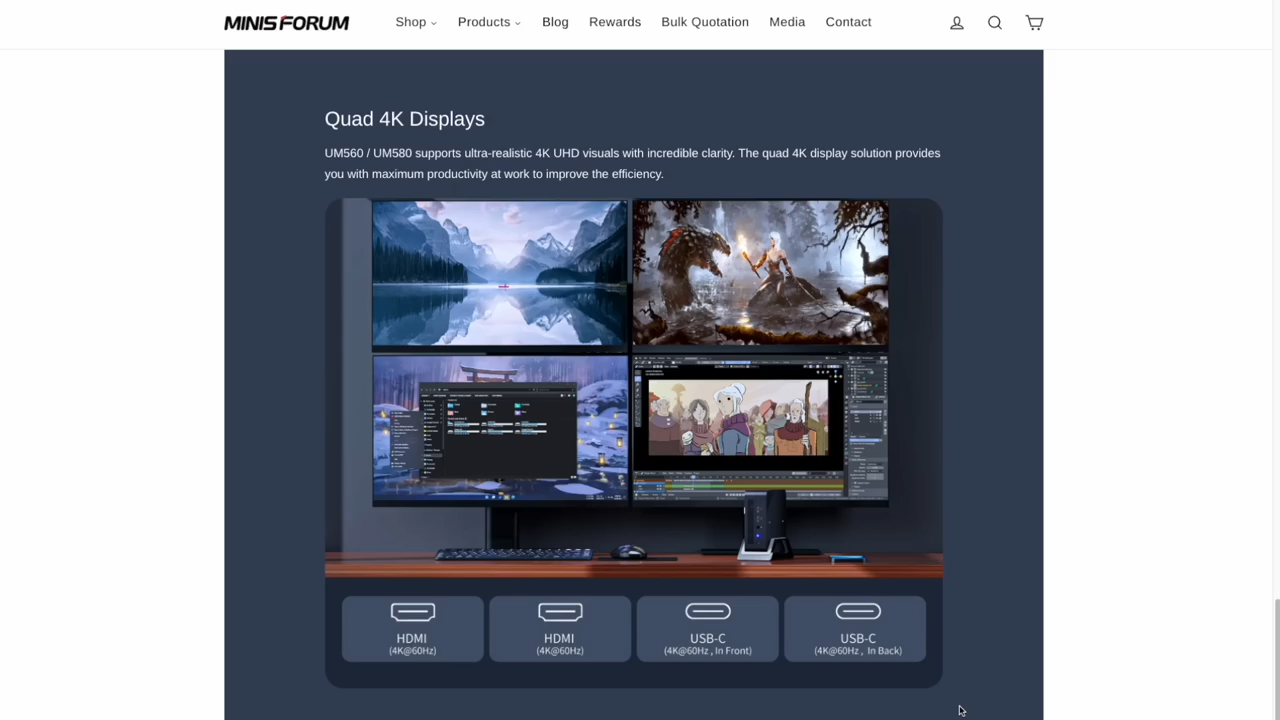 MINISFORUM
Shop Products Blog Rewards Bulk Quotation Media Contact
Quad 4K Displays
UM560 / UM580 supports ultra-realistic 4K UHD visuals with incredible clarity. The quad 4K display solution provides
you with maximum productivity at work to improve the efficiency.
HDMI
(4K@60Hz)
HDMI
(4K@60Hz)
USB-C
(4K@60Hz , In Front)
USB-C
(4K@60Hz , In Back)